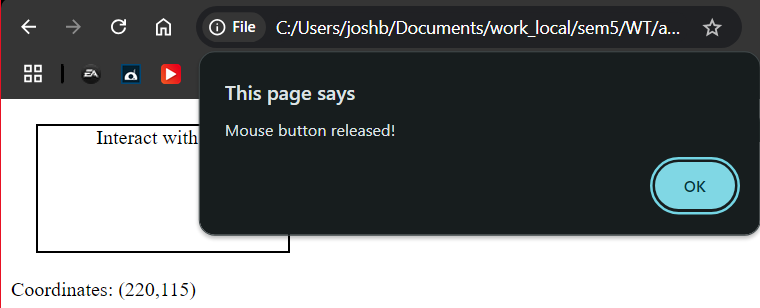 File C:/Users/joshb/Documents/work_local/sem5/WT/a...
EA
This page says
Mouse button released!
OK
Interact with
Coordinates: (220,115)